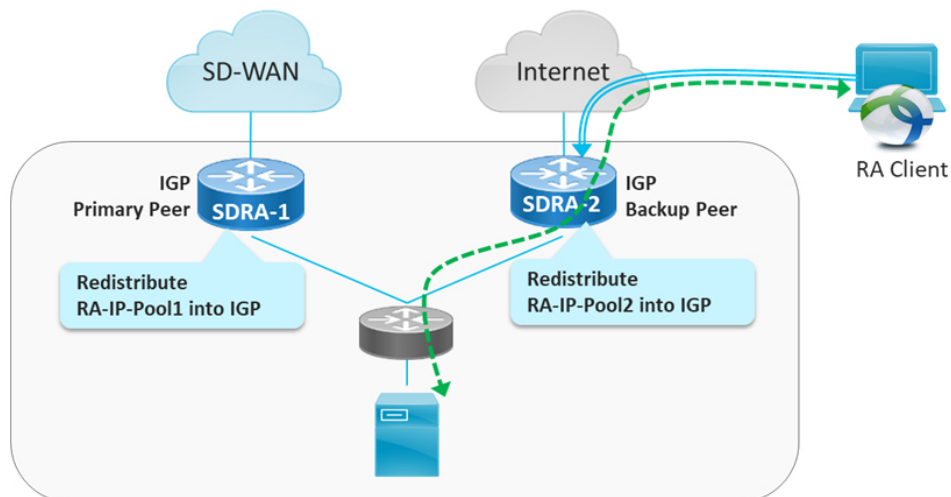 SD-WAN
Internet
RA Client
IGP
Primary Peer
SDRA-1
SDRA-2
IGP
Backup Peer
Redistribute
RA-IP-Pool1 into IGP
Redistribute
RA-IP-Pool2 into IGP